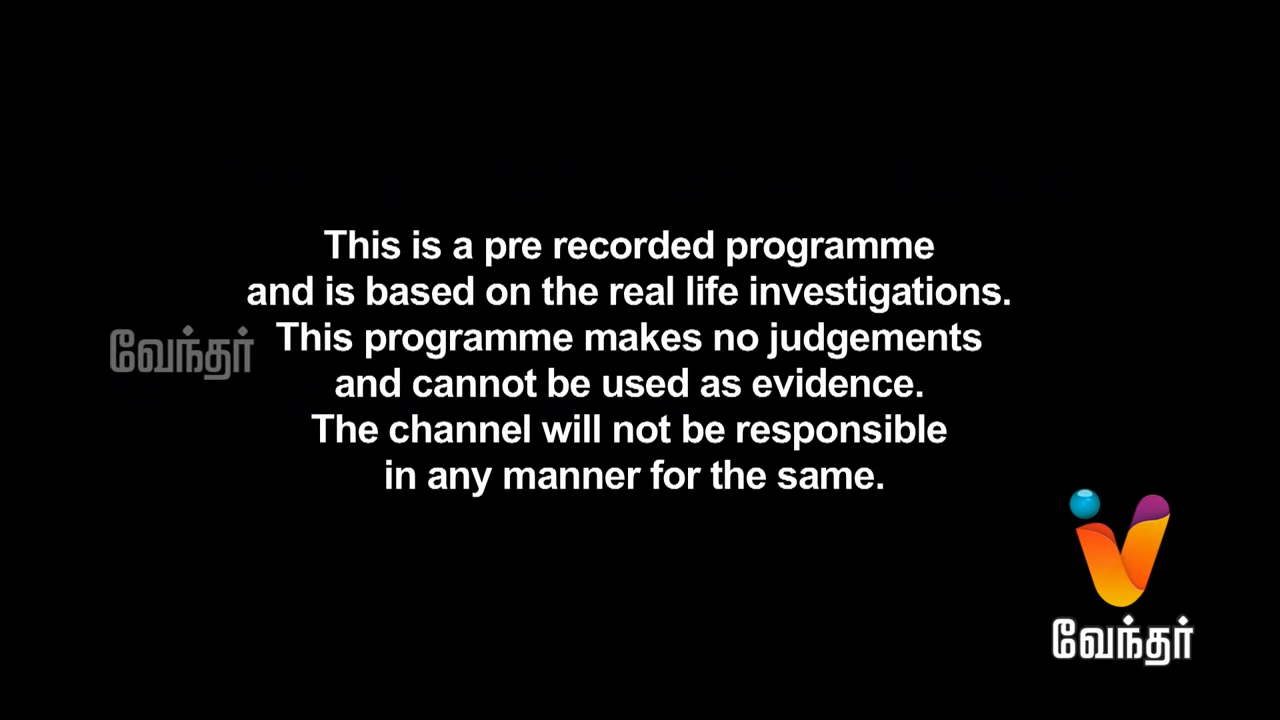 This is a pre recorded programme
and is based on the real life investigations.
வேந்தர்
This programme makes no judgements
and cannot be used as evidence.
The channel will not be responsible
in any manner for the same.
வேந்தர்